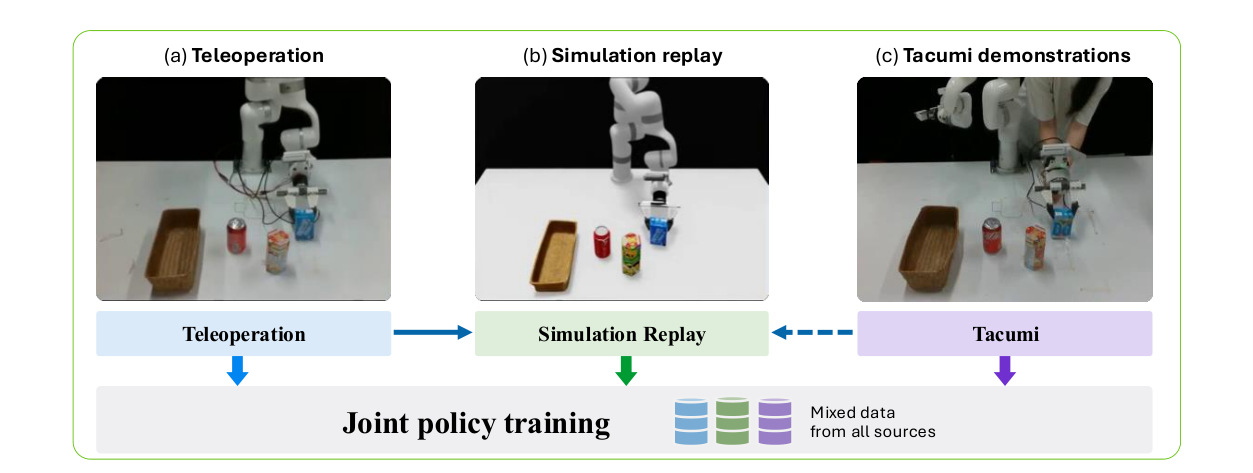 (a) Teleoperation
(b) Simulation replay
(c) Tacumi demonstrations
Teleoperation
Simulation Replay
Tacumi
Joint policy training
Mixed data
from all sources